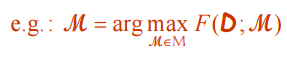 e.g.: ℳ = arg max F(D; ℳ)
ℳ∈M